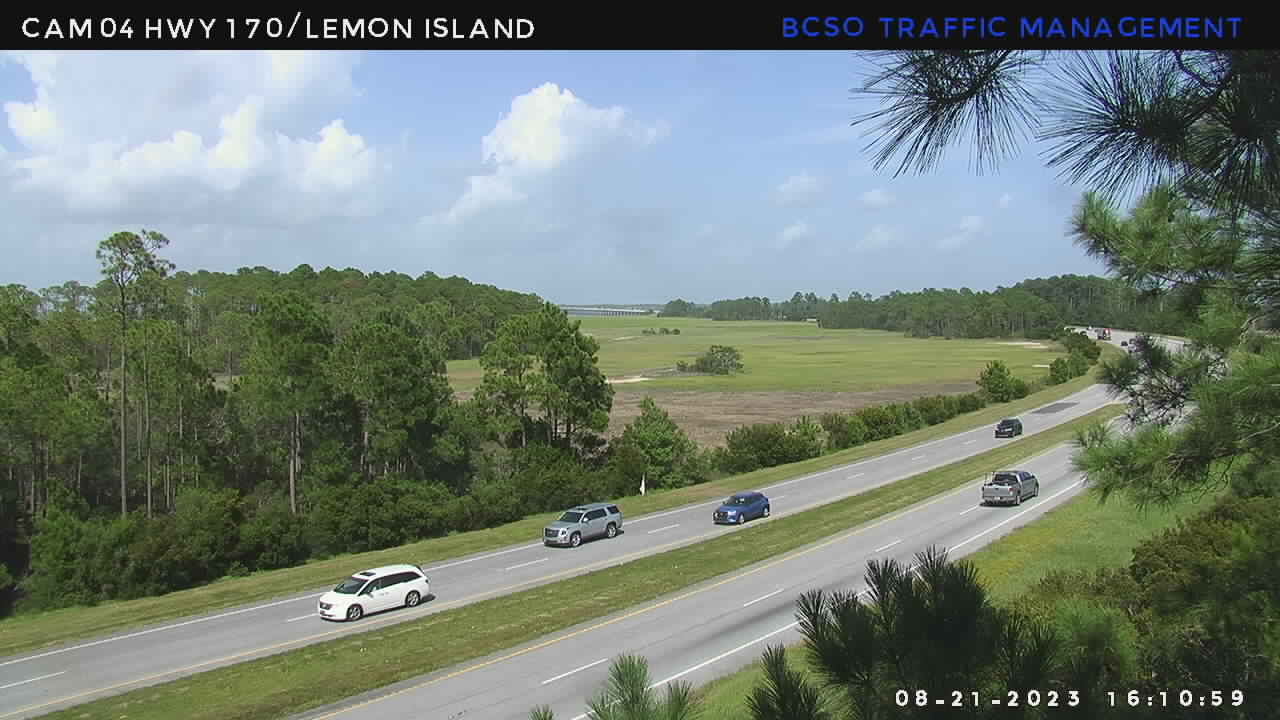 CAM04 HWY 170/LEMON ISLAND
BCSO TRAFFIC MANAGEMENT
08-21-2023 16:10:59